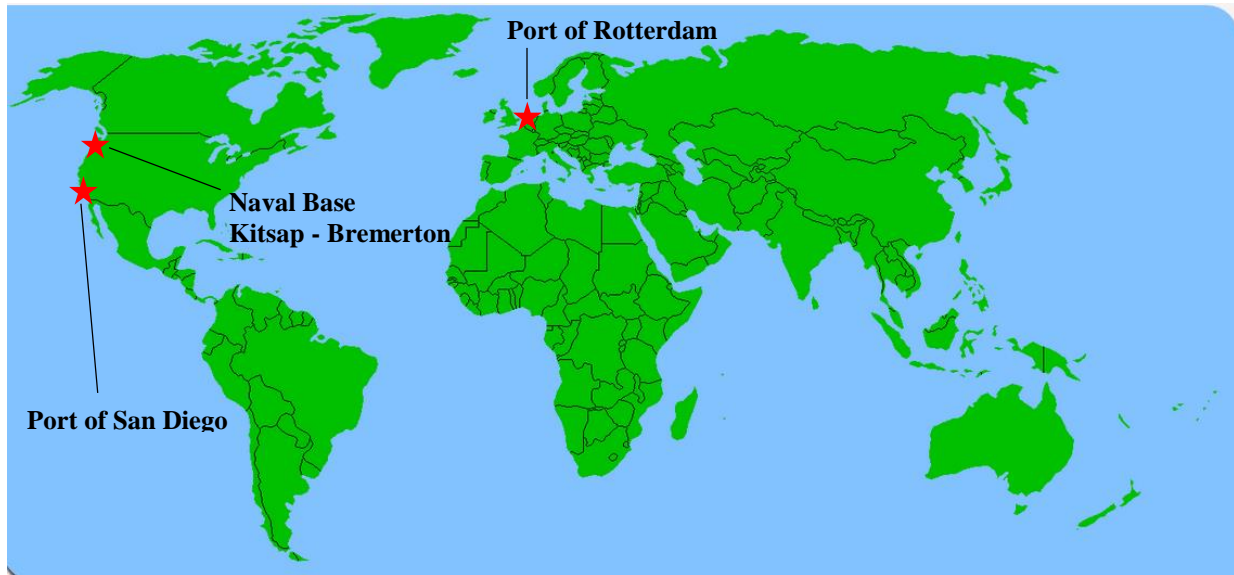 Port of Rotterdam
Naval Base
Kitsap - Bremerton
Port of San Diego